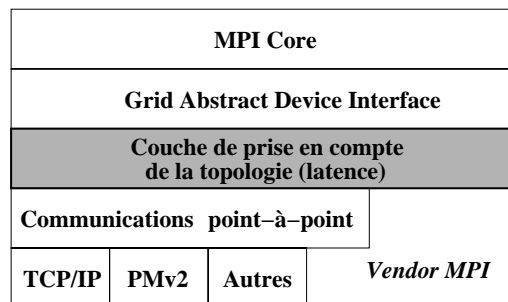 MPI Core
Grid Abstract Device Interface
Couche de prise en compte
de la topologie (latence)
Communications point−à−point
TCP/IP PMv2 Autres Vendor MPI